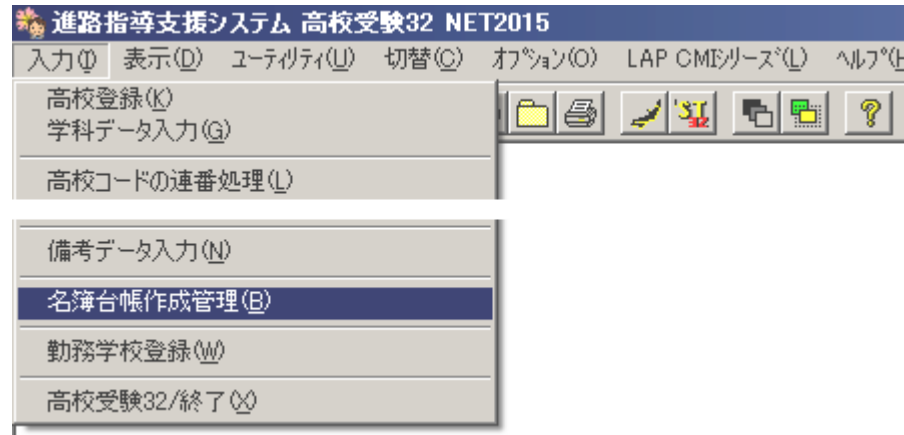 進路指導支援システム 高校受験32 NET2015
入力(I) 表示(D) ユーティリティ(U) 切替(C) オプション(O) LAP CMIシリーズ(L) ヘルプ(H
高校登録(K)
学科データ入力(G)
高校コードの連番処理(L)
備考データ入力(N)
名簿台帳作成管理(B)
勤務学校登録(W)
高校受験32/終了(X)